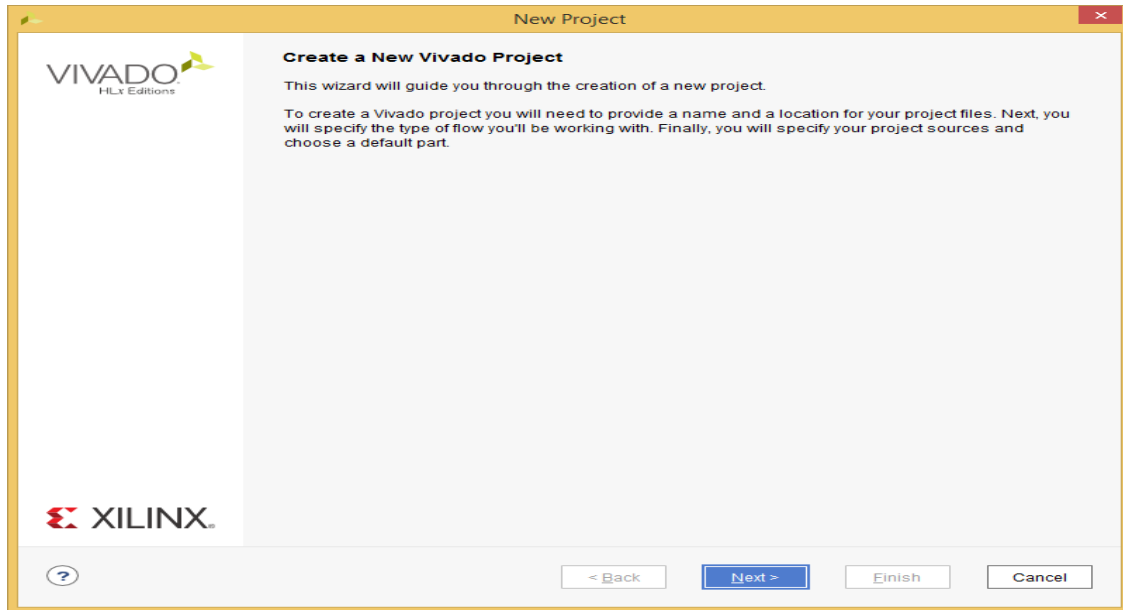 New Project
VIVADO.
HLx Editions
Create a New Vivado Project
This wizard will guide you through the creation of a new project.
To create a Vivado project you will need to provide a name and a location for your project files. Next, you
will specify the type of flow you'll be working with. Finally, you will specify your project sources and
choose a default part.
XILINX.
?
< Back
Next >
Finish
Cancel